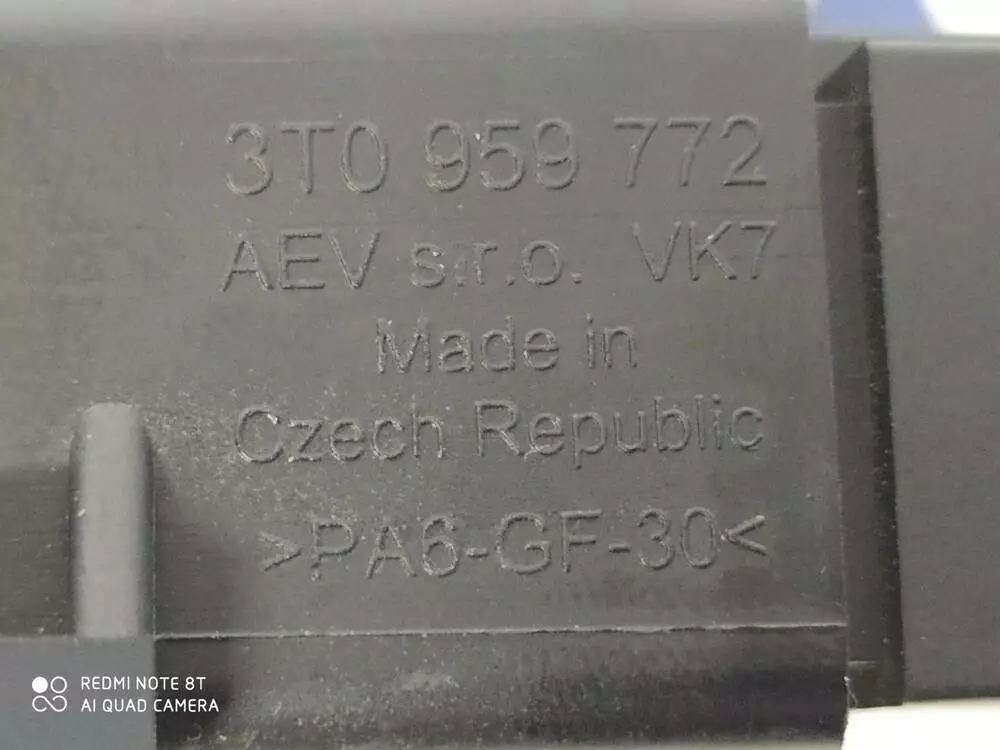 3T0 959 772
AEV s.r.o. VK7
Made in
Czech Republic
>PA6-GF-30<
REDMI NOTE 8T
AI QUAD CAMERA